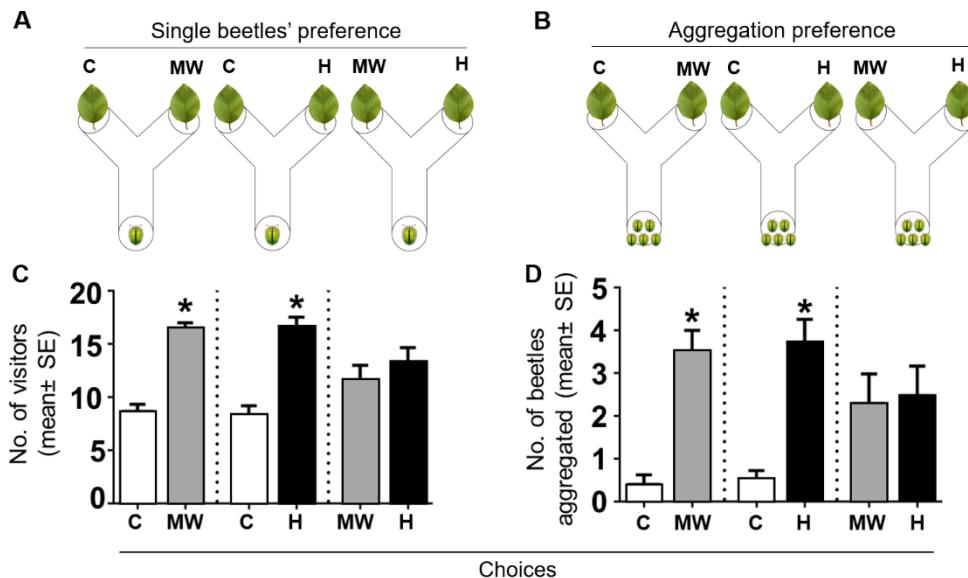 A
Single beetles’ preference
C MW C H MW H
B
Aggregation preference
C MW C H MW H
C
No. of visitors
(mean± SE)
20
15
10
5
0
* *
C MW C H MW H
D
No. of beetles
aggregated (mean± SE)
5
4
3
2
1
0
* *
C MW C H MW H
Choices